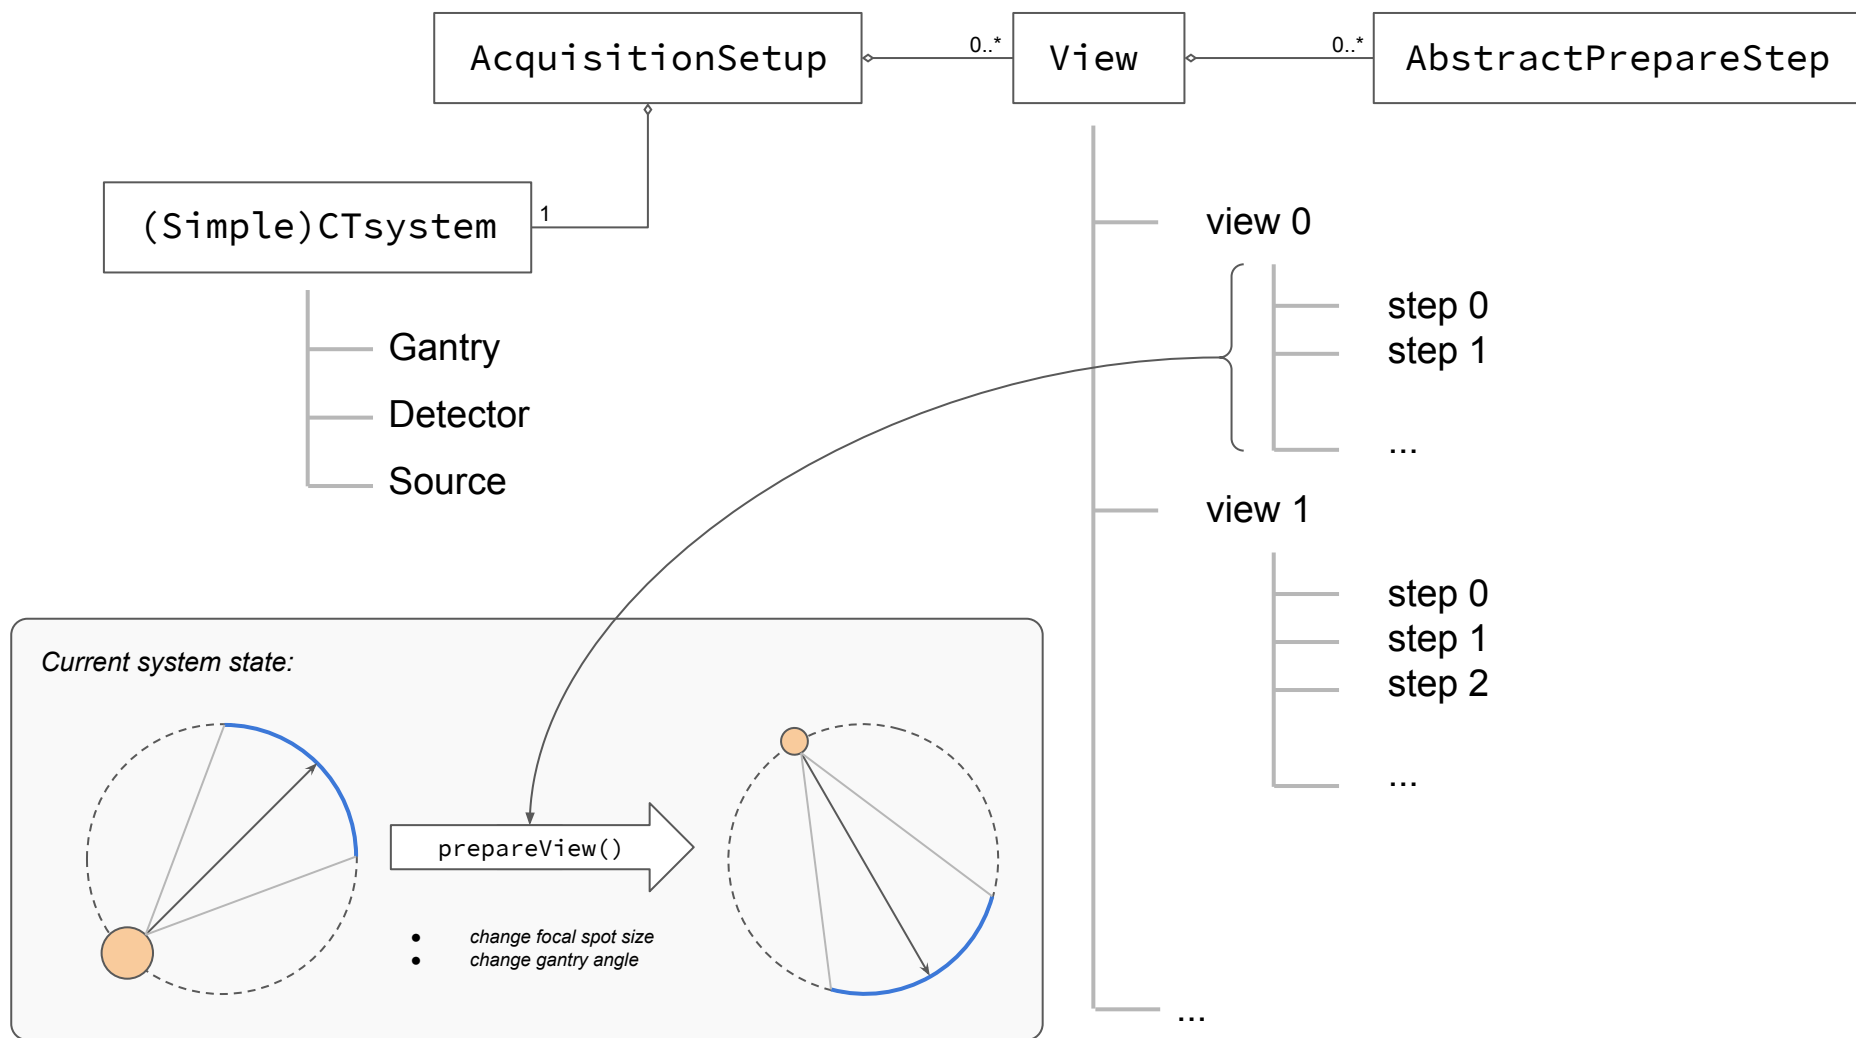 AcquisitionSetup
0..*
View
0..*
AbstractPrepareStep
(Simple)CTsystem
1
Gantry
Detector
Source
view 0
step 0
step 1
...
view 1
step 0
step 1
step 2
...
...
Current system state:
prepareView()
● change focal spot size
● change gantry angle